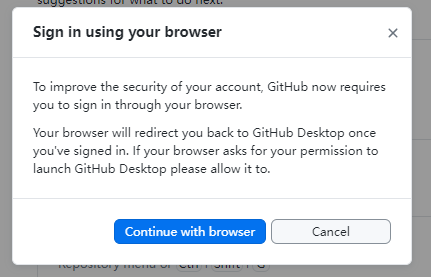 suggestions for what to do next.
Sign in using your browser
To improve the security of your account, GitHub now requires
you to sign in through your browser.
Your browser will redirect you back to GitHub Desktop once
you've signed in. If your browser asks for your permission to
launch GitHub Desktop please allow it to.
Continue with browser
Cancel
Repository menu or Ctrl Shift G